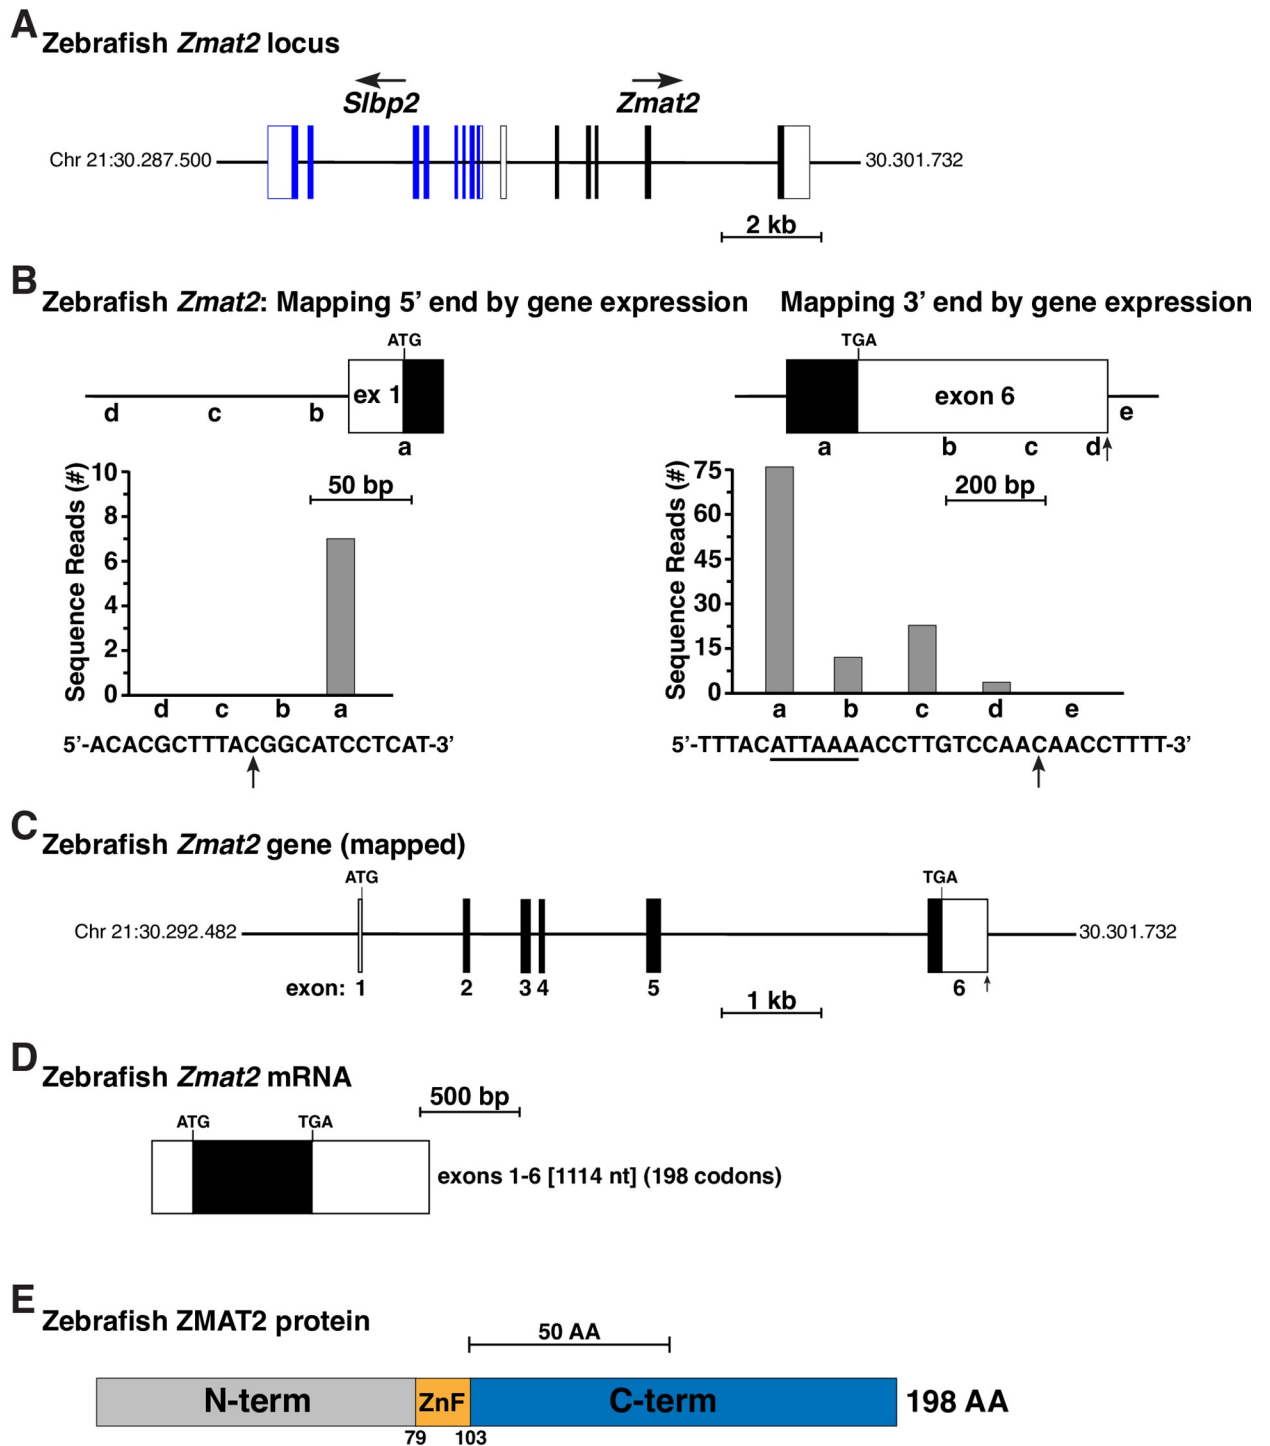 A
Zebrafish Zmat2 locus
Slbp2
Zmat2
Chr 21:30.287.500
30.301.732
2 kb
B
Zebrafish Zmat2: Mapping 5’ end by gene expression
Mapping 3’ end by gene expression
ATG
ex 1
d c b
a
TGA
exon 6
e
a b c d
Sequence Reads (#)
10
8
6
4
2
0
50 bp
d c b a
5’-ACACGCTTTACGGCATCCTCAT-3’
Sequence Reads (#)
75
60
45
30
15
0
200 bp
a b c d e
5’-TTTACATTAAAACCTTGTCCAACAACCTTTT-3’
C
Zebrafish Zmat2 gene (mapped)
ATG
TGA
Chr 21:30.292.482
30.301.732
exon: 1 2 3 4 5 6
1 kb
D
Zebrafish Zmat2 mRNA
500 bp
ATG
TGA
exons 1-6 [1114 nt] (198 codons)
E
Zebrafish ZMAT2 protein
50 AA
N-term
ZnF
C-term
198 AA
79
103